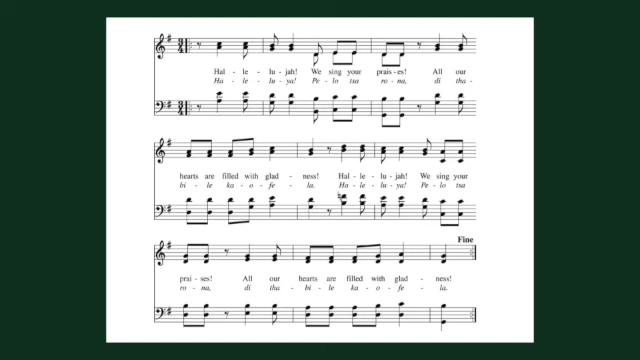 Hal - le - lu - jah! We sing your prais - es! All our
Ha - le - lu - ya! Pe - lo tsa ro - na, di tha -
hearts are filled with glad - ness! Hal - le - lu - jah! We sing your
bi - le ka - o - fe - la. Ha - le - lu - ya! Pe - lo tsa
Fine
prai - ses! All our hearts are filled with glad - ness!
ro - na, di tha - bi - le ka - o - fe - la.